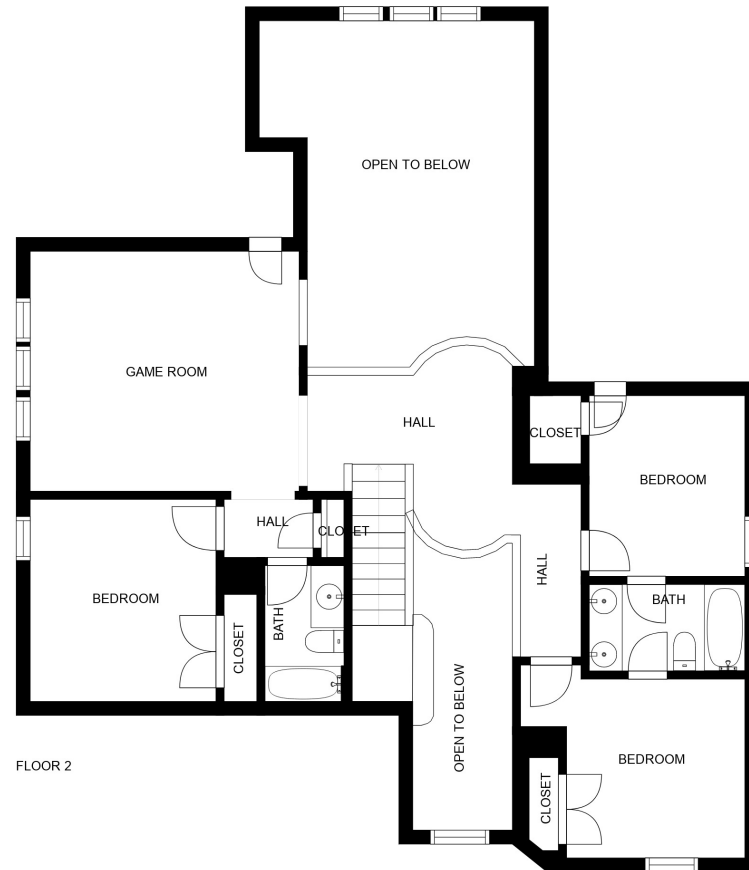 OPEN TO BELOW
GAME ROOM
HALL
CLOSET
BEDROOM
HALL
CLOSET
HALL
BEDROOM
BATH
BATH
CLOSET
OPEN TO BELOW
BEDROOM
FLOOR 2
CLOSET